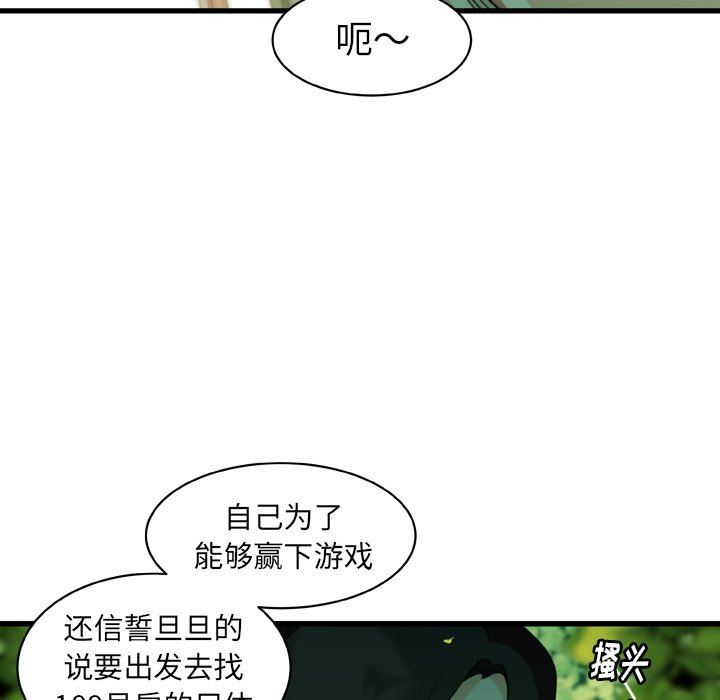 呃～
自己为了
能够赢下游戏
还信誓旦旦的
说要出发去找
搔头